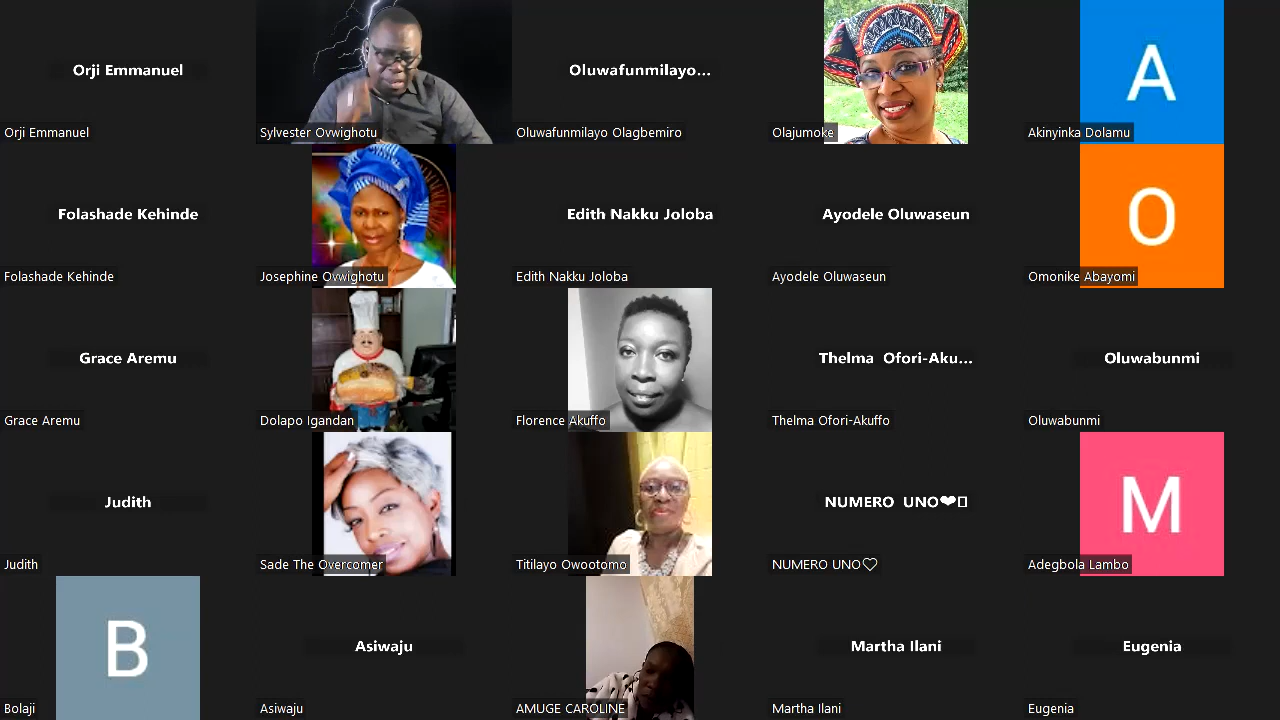 Orji Emmanuel
Orji Emmanuel
Sylvester Ovwighotu
Oluwafunmilayo...
Oluwafunmilayo Olagbemiro
Olajumoke
A
Akinyinka Dolamu
Folashade Kehinde
Folashade Kehinde
Josephine Ovwighotu
Edith Nakku Joloba
Edith Nakku Joloba
Ayodele Oluwaseun
Ayodele Oluwaseun
O
Omonike Abayomi
Grace Aremu
Grace Aremu
Dolapo Igandan
Florence Akuffo
Thelma Ofori-Aku...
Thelma Ofori-Akuffo
Oluwabunmi
Oluwabunmi
Judith
Judith
Sade The Overcomer
Titilayo Owootomo
NUMERO UNO❤▯
NUMERO UNO♡
M
Adegbola Lambo
B
Bolaji
Asiwaju
Asiwaju
AMUGE CAROLINE
Martha Ilani
Martha Ilani
Eugenia
Eugenia